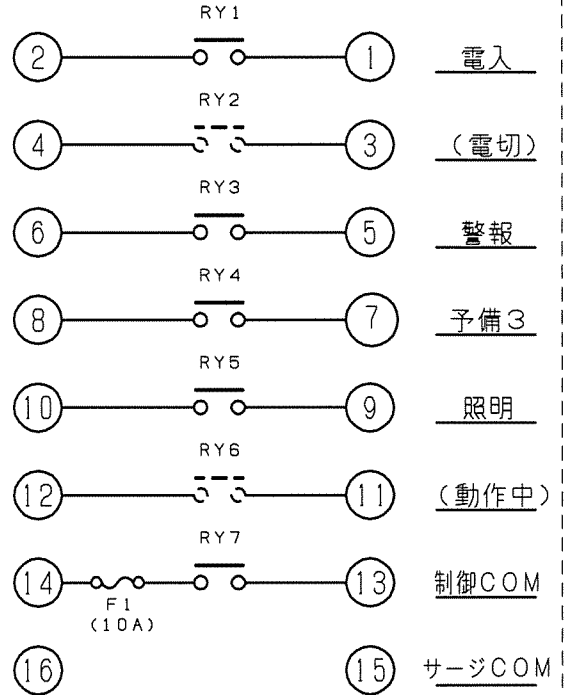 RY1
2 1 電入
RY2
4 3 (電切)
RY3
6 5 警報
RY4
8 7 予備3
RY5
10 9 照明
RY6
12 11 (動作中)
RY7
14 13 制御COM
F1
(10A)
16 15 サージCOM